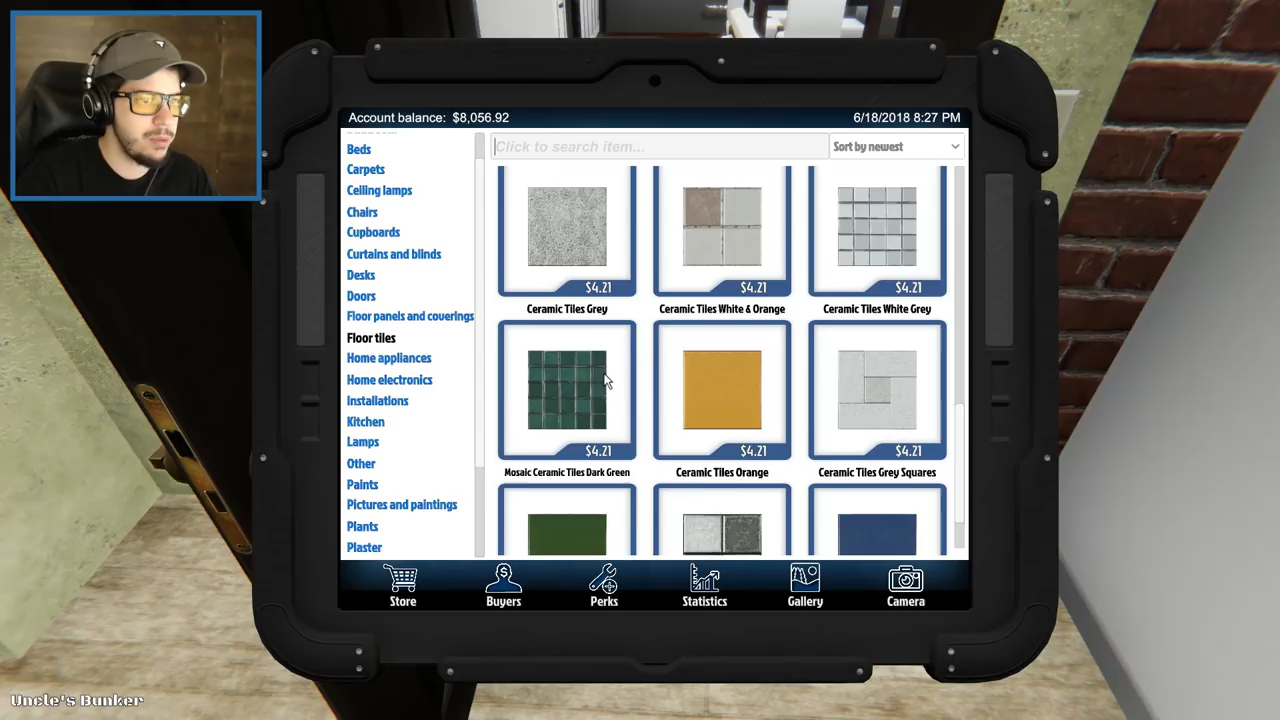 Account balance: $8,056.92
6/18/2018 8:27 PM
Click to search item...
Sort by newest
Beds
Carpets
Ceiling lamps
Chairs
Cupboards
Curtains and blinds
Desks
Doors
Floor panels and coverings
Floor tiles
Home appliances
Home electronics
Installations
Kitchen
Lamps
Other
Paints
Pictures and paintings
Plants
Plaster
$4.21
$4.21
$4.21
Ceramic Tiles Grey
Ceramic Tiles White & Orange
Ceramic Tiles White Grey
$4.21
$4.21
$4.21
Mosaic Ceramic Tiles Dark Green
Ceramic Tiles Orange
Ceramic Tiles Grey Squares
Store
Buyers
Perks
Statistics
Gallery
Camera
Uncle's Bunker